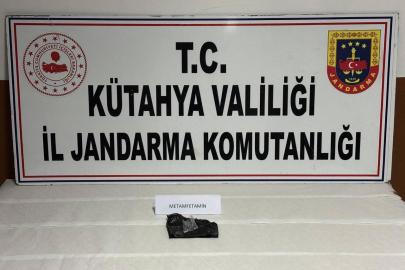 T.C.
KÜTAHYA VALİLİĞİ
İL JANDARMA KOMUTANLIĞI
JANDARMA
METAMFETAMİN